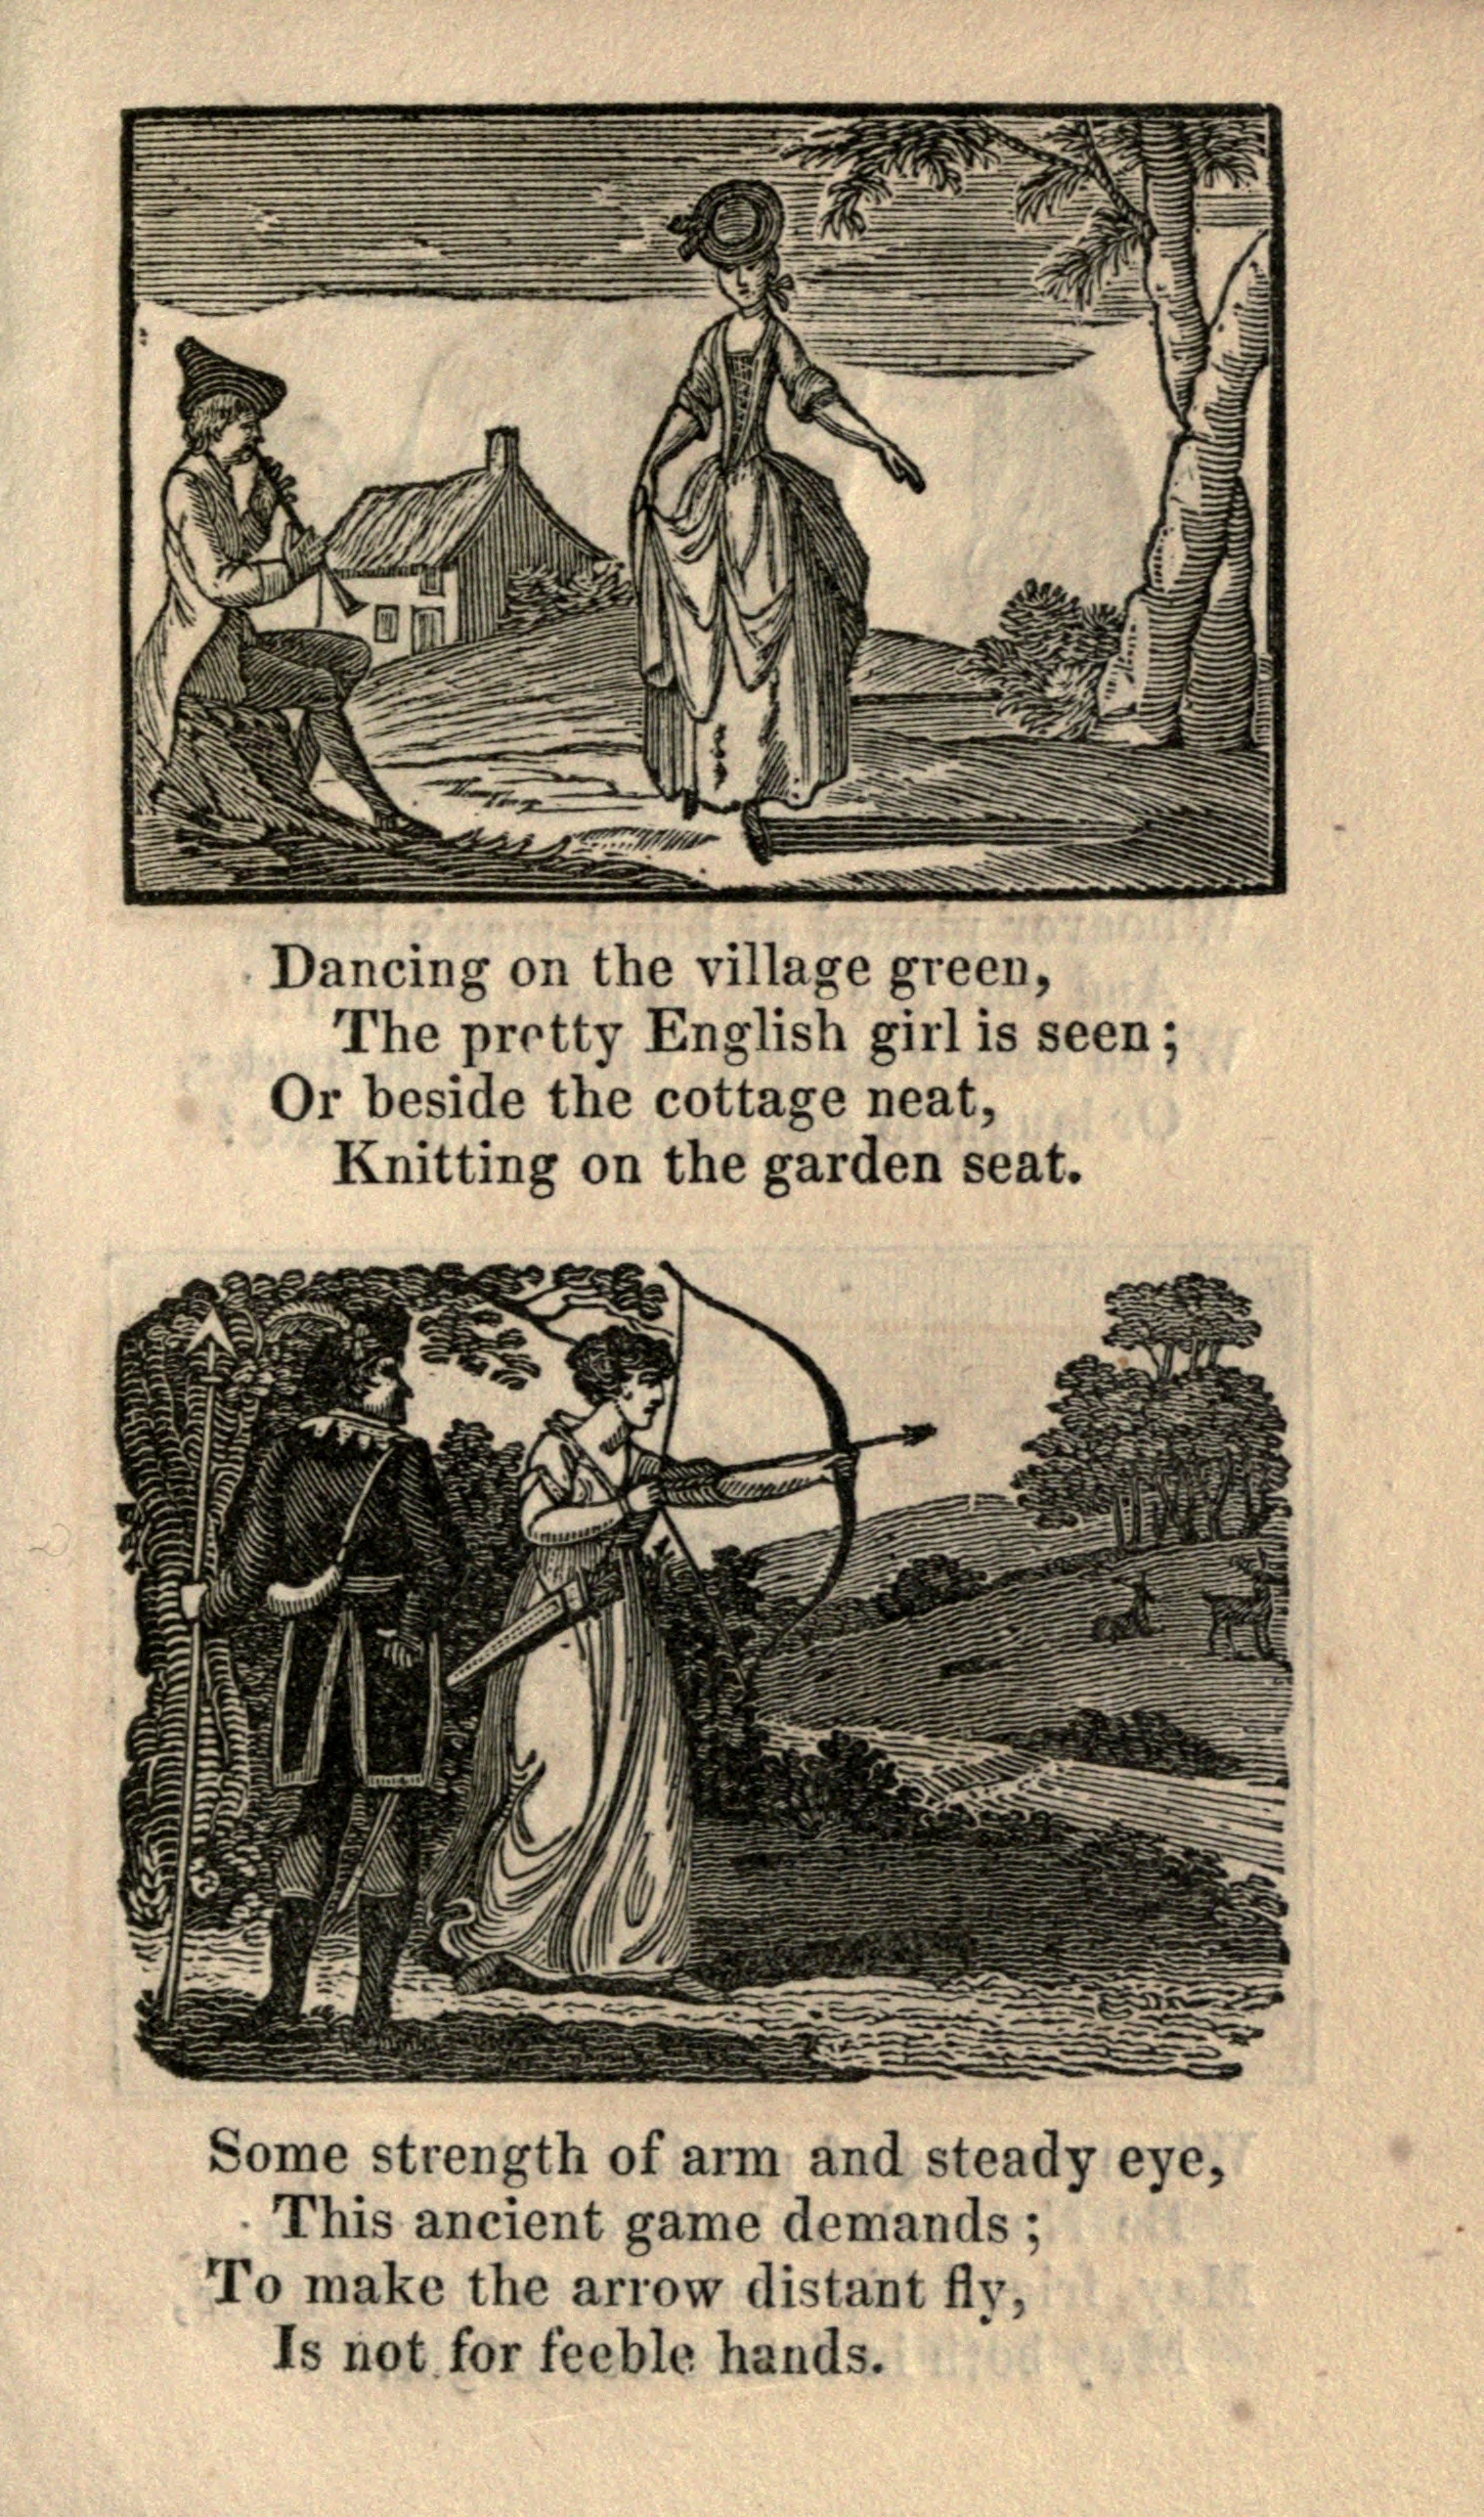 Dancing on the village green,
The pretty English girl is seen;
Or beside the cottage neat,
Knitting on the garden seat.
Some strength of arm and steady eye,
This ancient game demands;
To make the arrow distant fly,
Is not for feeble hands.